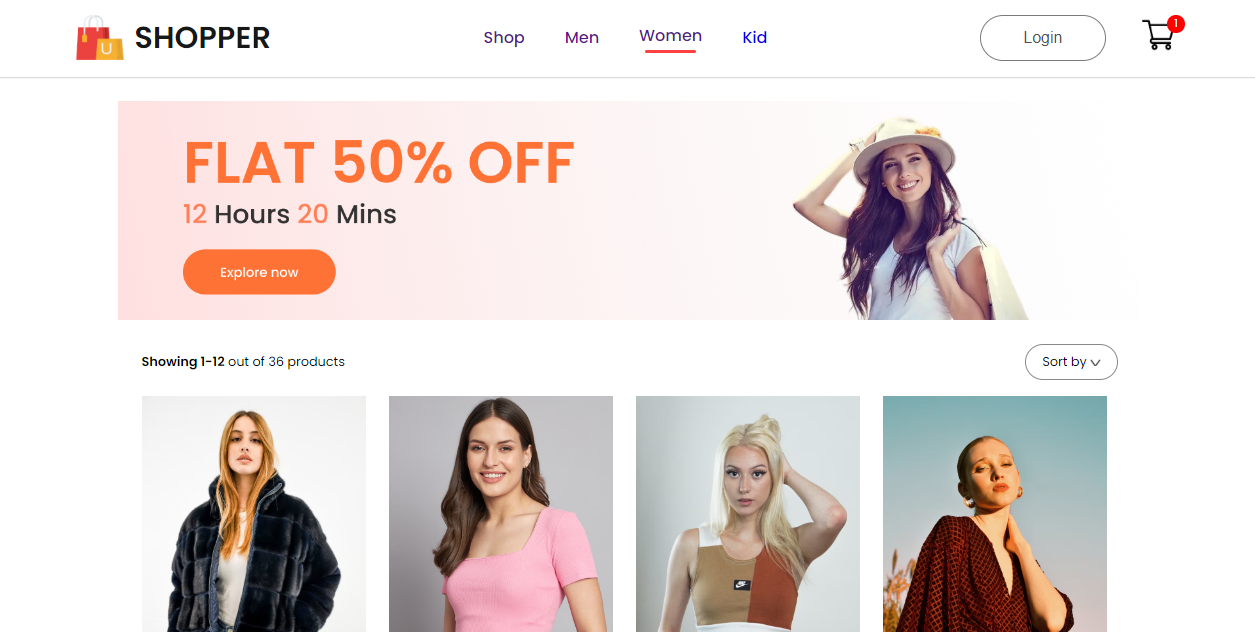 U SHOPPER
Shop Men Women Kid
Login
1
FLAT 50% OFF
12 Hours 20 Mins
Explore now
Showing 1-12 out of 36 products
Sort by